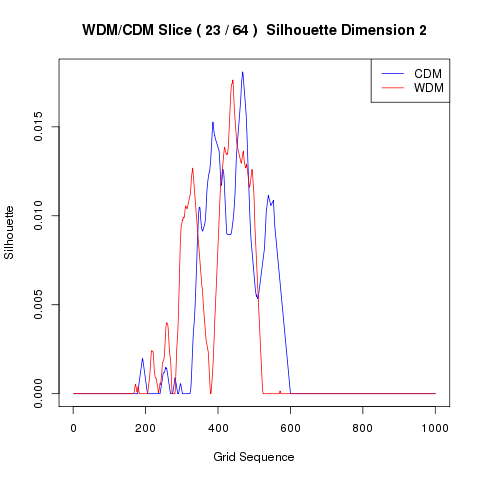 WDM/CDM Slice ( 23 / 64 )  Silhouette Dimension 2
CDM
WDM
Silhouette
0.015
0.010
0.005
0.000
0 200 400 600 800 1000
Grid Sequence